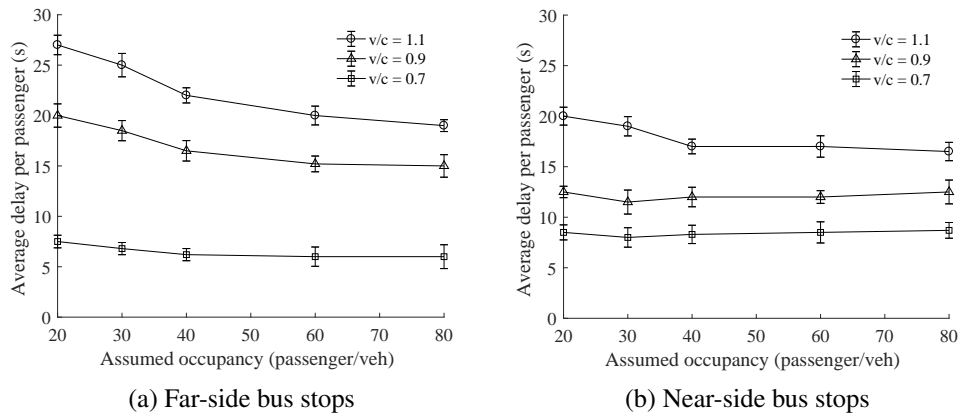 30
25
20
15
10
5
0
20 30 40 50 60 70 80
Average delay per passenger (s)
Assumed occupancy (passenger/veh)
v/c = 1.1
v/c = 0.9
v/c = 0.7
(a) Far-side bus stops
30
25
20
15
10
5
0
20 30 40 50 60 70 80
Average delay per passenger (s)
Assumed occupancy (passenger/veh)
v/c = 1.1
v/c = 0.9
v/c = 0.7
(b) Near-side bus stops